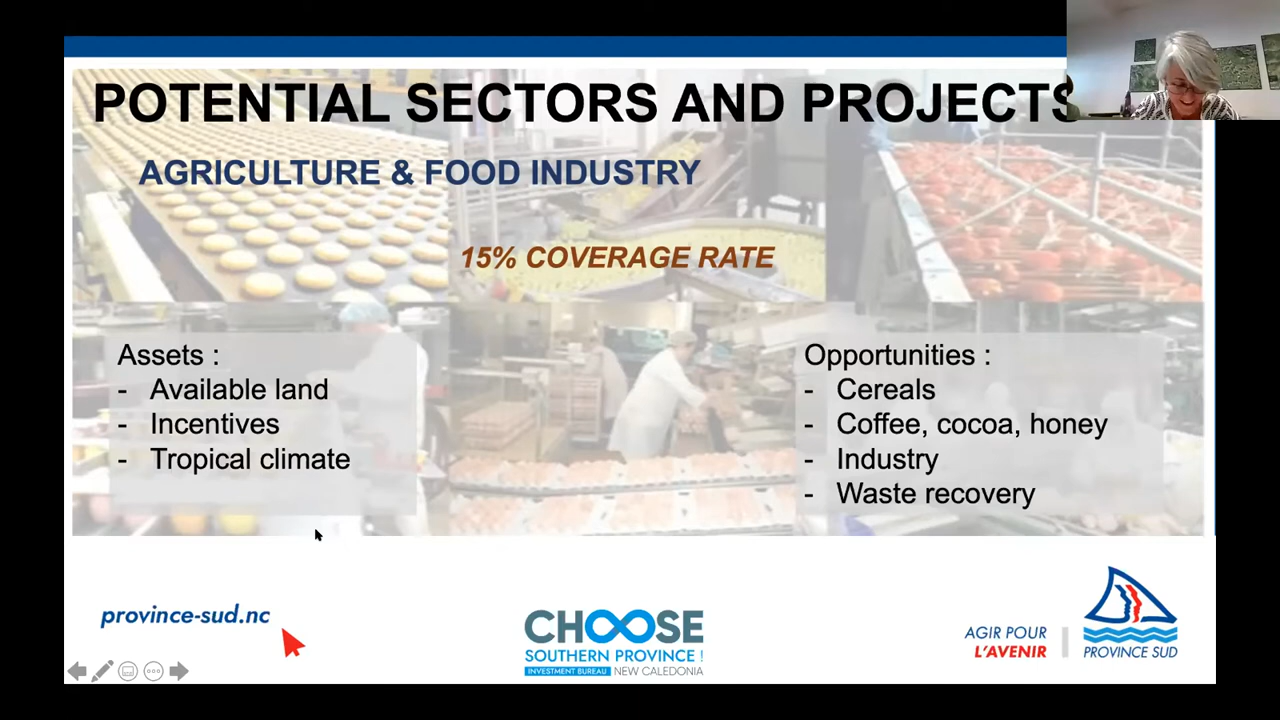 POTENTIAL SECTORS AND PROJECTS
AGRICULTURE & FOOD INDUSTRY
15% COVERAGE RATE
Assets :
- Available land
- Incentives
- Tropical climate
Opportunities :
- Cereals
- Coffee, cocoa, honey
- Industry
- Waste recovery
province-sud.nc
CHOOSE
SOUTHERN PROVINCE !
INVESTMENT BUREAU NEW CALEDONIA
AGIR POUR
L'AVENIR
PROVINCE SUD